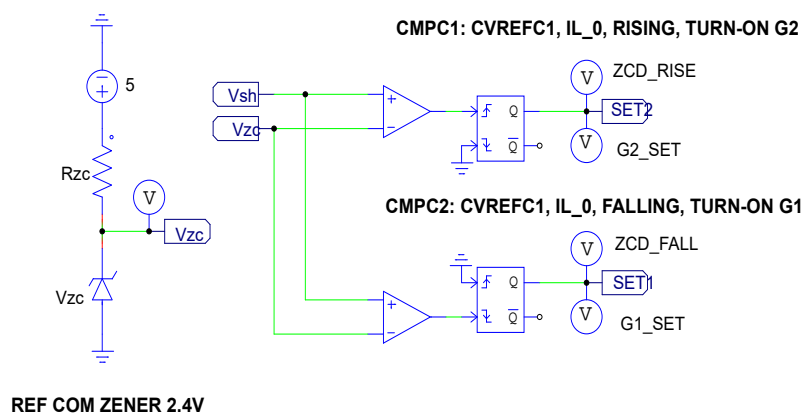 CMPC1: CVREFC1, IL_0, RISING, TURN-ON G2
5
Rzc
V
Vzc
Vzc
Vsh
Vzc
+
−
Q
Q
V
ZCD_RISE
SET2
V
G2_SET
CMPC2: CVREFC1, IL_0, FALLING, TURN-ON G1
+
−
Q
Q
V
ZCD_FALL
SET1
V
G1_SET
REF COM ZENER 2.4V